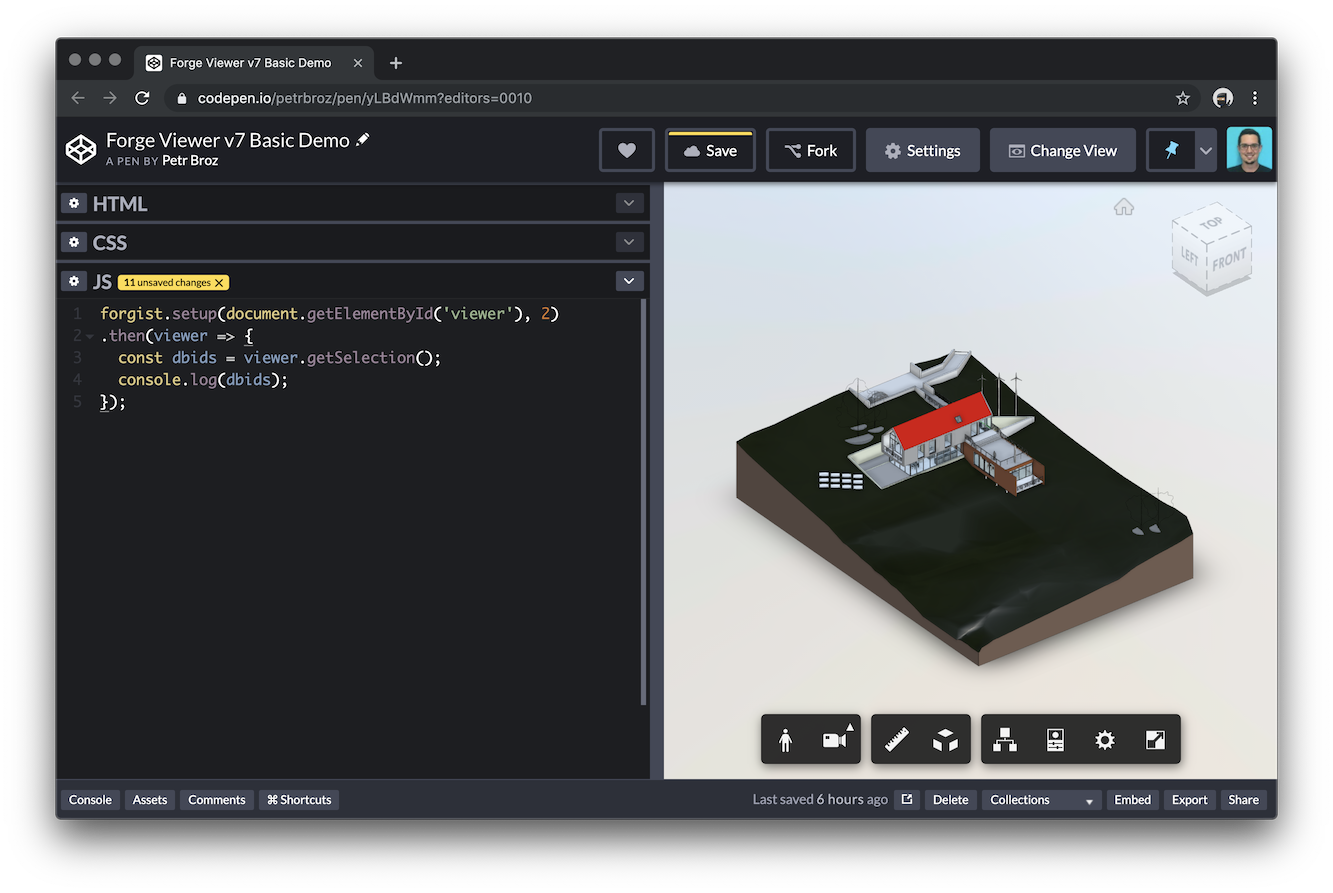 Forge Viewer v7 Basic Demo
codepen.io/petrbroz/pen/yLBdWmm?editors=0010
Forge Viewer v7 Basic Demo
A PEN BY Petr Broz
Save
Fork
Settings
Change View
HTML
CSS
JS 11 unsaved changes X
1 forgist.setup(document.getElementById('viewer'), 2)
2 .then(viewer => {
3 const dbids = viewer.getSelection();
4 console.log(dbids);
5 });
TOP
LEFT
FRONT
Console
Assets
Comments
⌘ Shortcuts
Last saved 6 hours ago
Delete
Collections
Embed
Export
Share